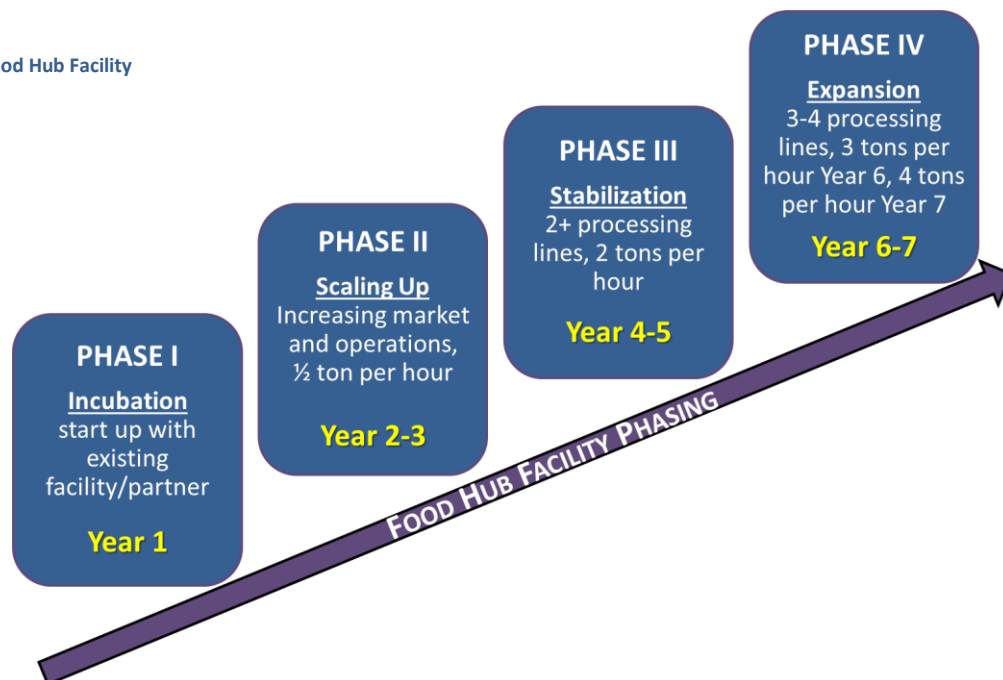 od Hub Facility
PHASE I
Incubation
start up with
existing
facility/partner
Year 1
PHASE II
Scaling Up
Increasing market
and operations,
½ ton per hour
Year 2-3
PHASE III
Stabilization
2+ processing
lines, 2 tons per
hour
Year 4-5
PHASE IV
Expansion
3-4 processing
lines, 3 tons per
hour Year 6, 4 tons
per hour Year 7
Year 6-7
FOOD HUB FACILITY PHASING